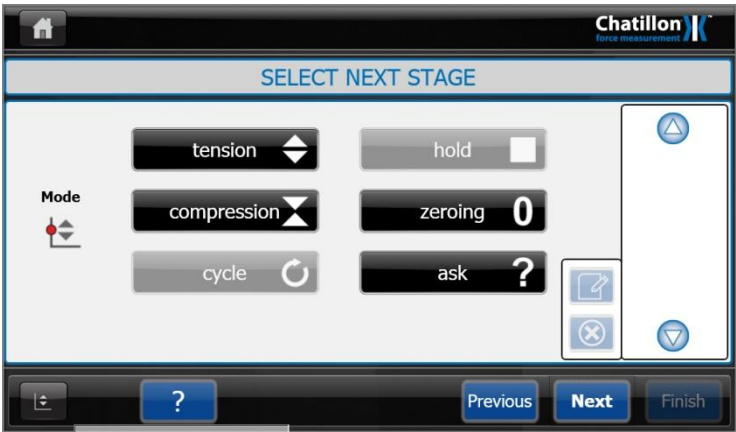 Chatillon
force measurement
SELECT NEXT STAGE
tension
hold
Mode
compression
zeroing 0
cycle
ask ?
?
Previous
Next
Finish